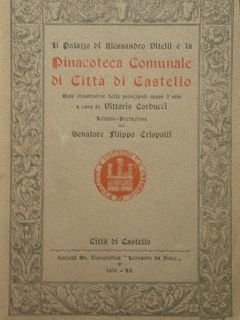 Il Palazzo di Alessandro Vitelli e la
Pinacoteca Comunale
di Città di Castello
Note illustrative delle principali opere d'arte
a cura di Vittorio Corbucci
Lettera-Prefazione
del
Senatore Filippo Crispolti
Città di Castello
Società An. Tipografica "Leonardo da Vinci"
1931